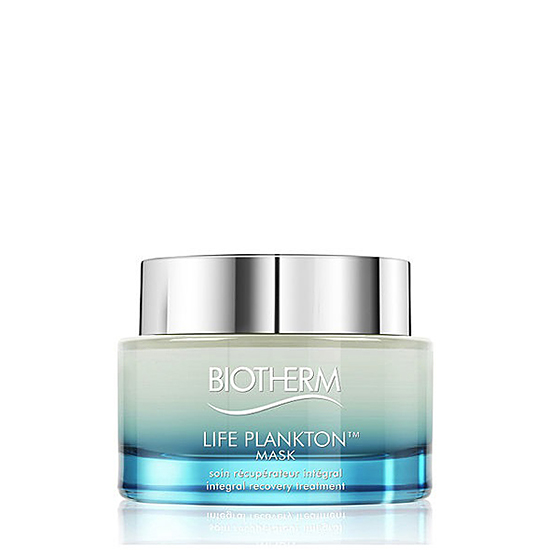 BIOTHERM
LIFE PLANKTON™
MASK
soin récupérateur intégral
integral recovery treatment